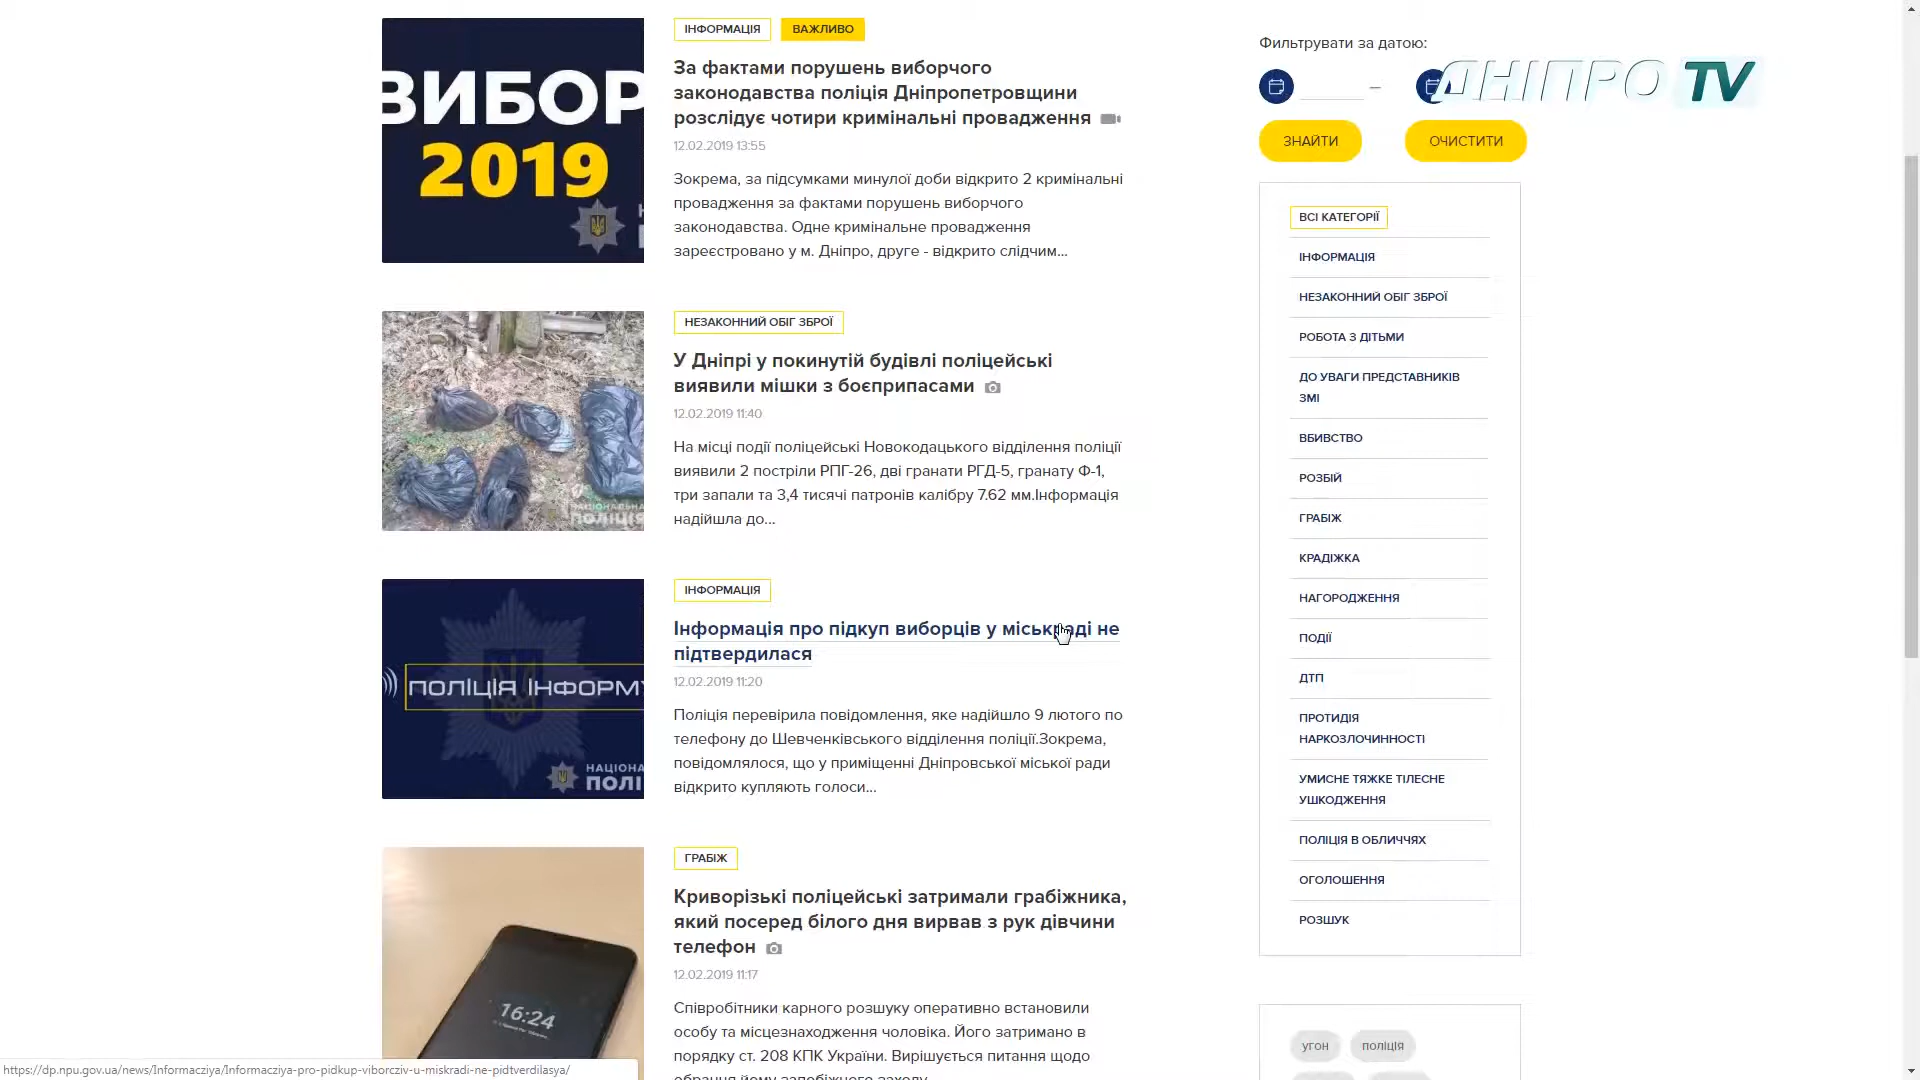 ВИБОР
2019
ІНФОРМАЦІЯ ВАЖЛИВО
За фактами порушень виборчого
законодавства поліція Дніпропетровщини
розслідує чотири кримінальні провадження
12.02.2019 13:55
Зокрема, за підсумками минулої доби відкрито 2 кримінальні
провадження за фактами порушень виборчого
законодавства. Одне кримінальне провадження
зареєстровано у м. Дніпро, друге - відкрито слідчим...
НАЦІОНАЛЬНА
ПОЛІЦІЯ
НЕЗАКОННИЙ ОБІГ ЗБРОЇ
У Дніпрі у покинутій будівлі поліцейські
виявили мішки з боєприпасами
12.02.2019 11:40
На місці події поліцейські Новокодацького відділення поліції
виявили 2 постріли РПГ-26, дві гранати РГД-5, гранату Ф-1,
три запали та 3,4 тисячі патронів калібру 7.62 мм.Інформація
надійшла до...
ПОЛІЦІЯ ІНФОРМУ
НАЦІОНА
ПОЛІ
ІНФОРМАЦІЯ
Інформація про підкуп виборців у міськраді не
підтвердилася
12.02.2019 11:20
Поліція перевірила повідомлення, яке надійшло 9 лютого по
телефону до Шевченківського відділення поліції.Зокрема,
повідомлялося, що у приміщенні Дніпровської міської ради
відкрито купляють голоси...
16:24
ГРАБІЖ
Криворізькі поліцейські затримали грабіжника,
який посеред білого дня вирвав з рук дівчини
телефон
12.02.2019 11:17
Співробітники карного розшуку оперативно встановили
особу та місцезнаходження чоловіка. Його затримано в
порядку ст. 208 КПК України. Вирішується питання щодо
обрання йому запобіжного заходу.
Фильтрувати за датою:
–
ДНІПРО TV
ЗНАЙТИ ОЧИСТИТИ
ВСІ КАТЕГОРІЇ
ІНФОРМАЦІЯ
НЕЗАКОННИЙ ОБІГ ЗБРОЇ
РОБОТА З ДІТЬМИ
ДО УВАГИ ПРЕДСТАВНИКІВ
ЗМІ
ВБИВСТВО
РОЗБІЙ
ГРАБІЖ
КРАДІЖКА
НАГОРОДЖЕННЯ
ПОДІЇ
ДТП
ПРОТИДІЯ
НАРКОЗЛОЧИННОСТІ
УМИСНЕ ТЯЖКЕ ТІЛЕСНЕ
УШКОДЖЕННЯ
ПОЛІЦІЯ В ОБЛИЧЧЯХ
ОГОЛОШЕННЯ
РОЗШУК
угон поліція
https://dp.npu.gov.ua/news/Informacziya/Informacziya-pro-pidkup-viborcziv-u-miskradi-ne-pidtverdilasya/